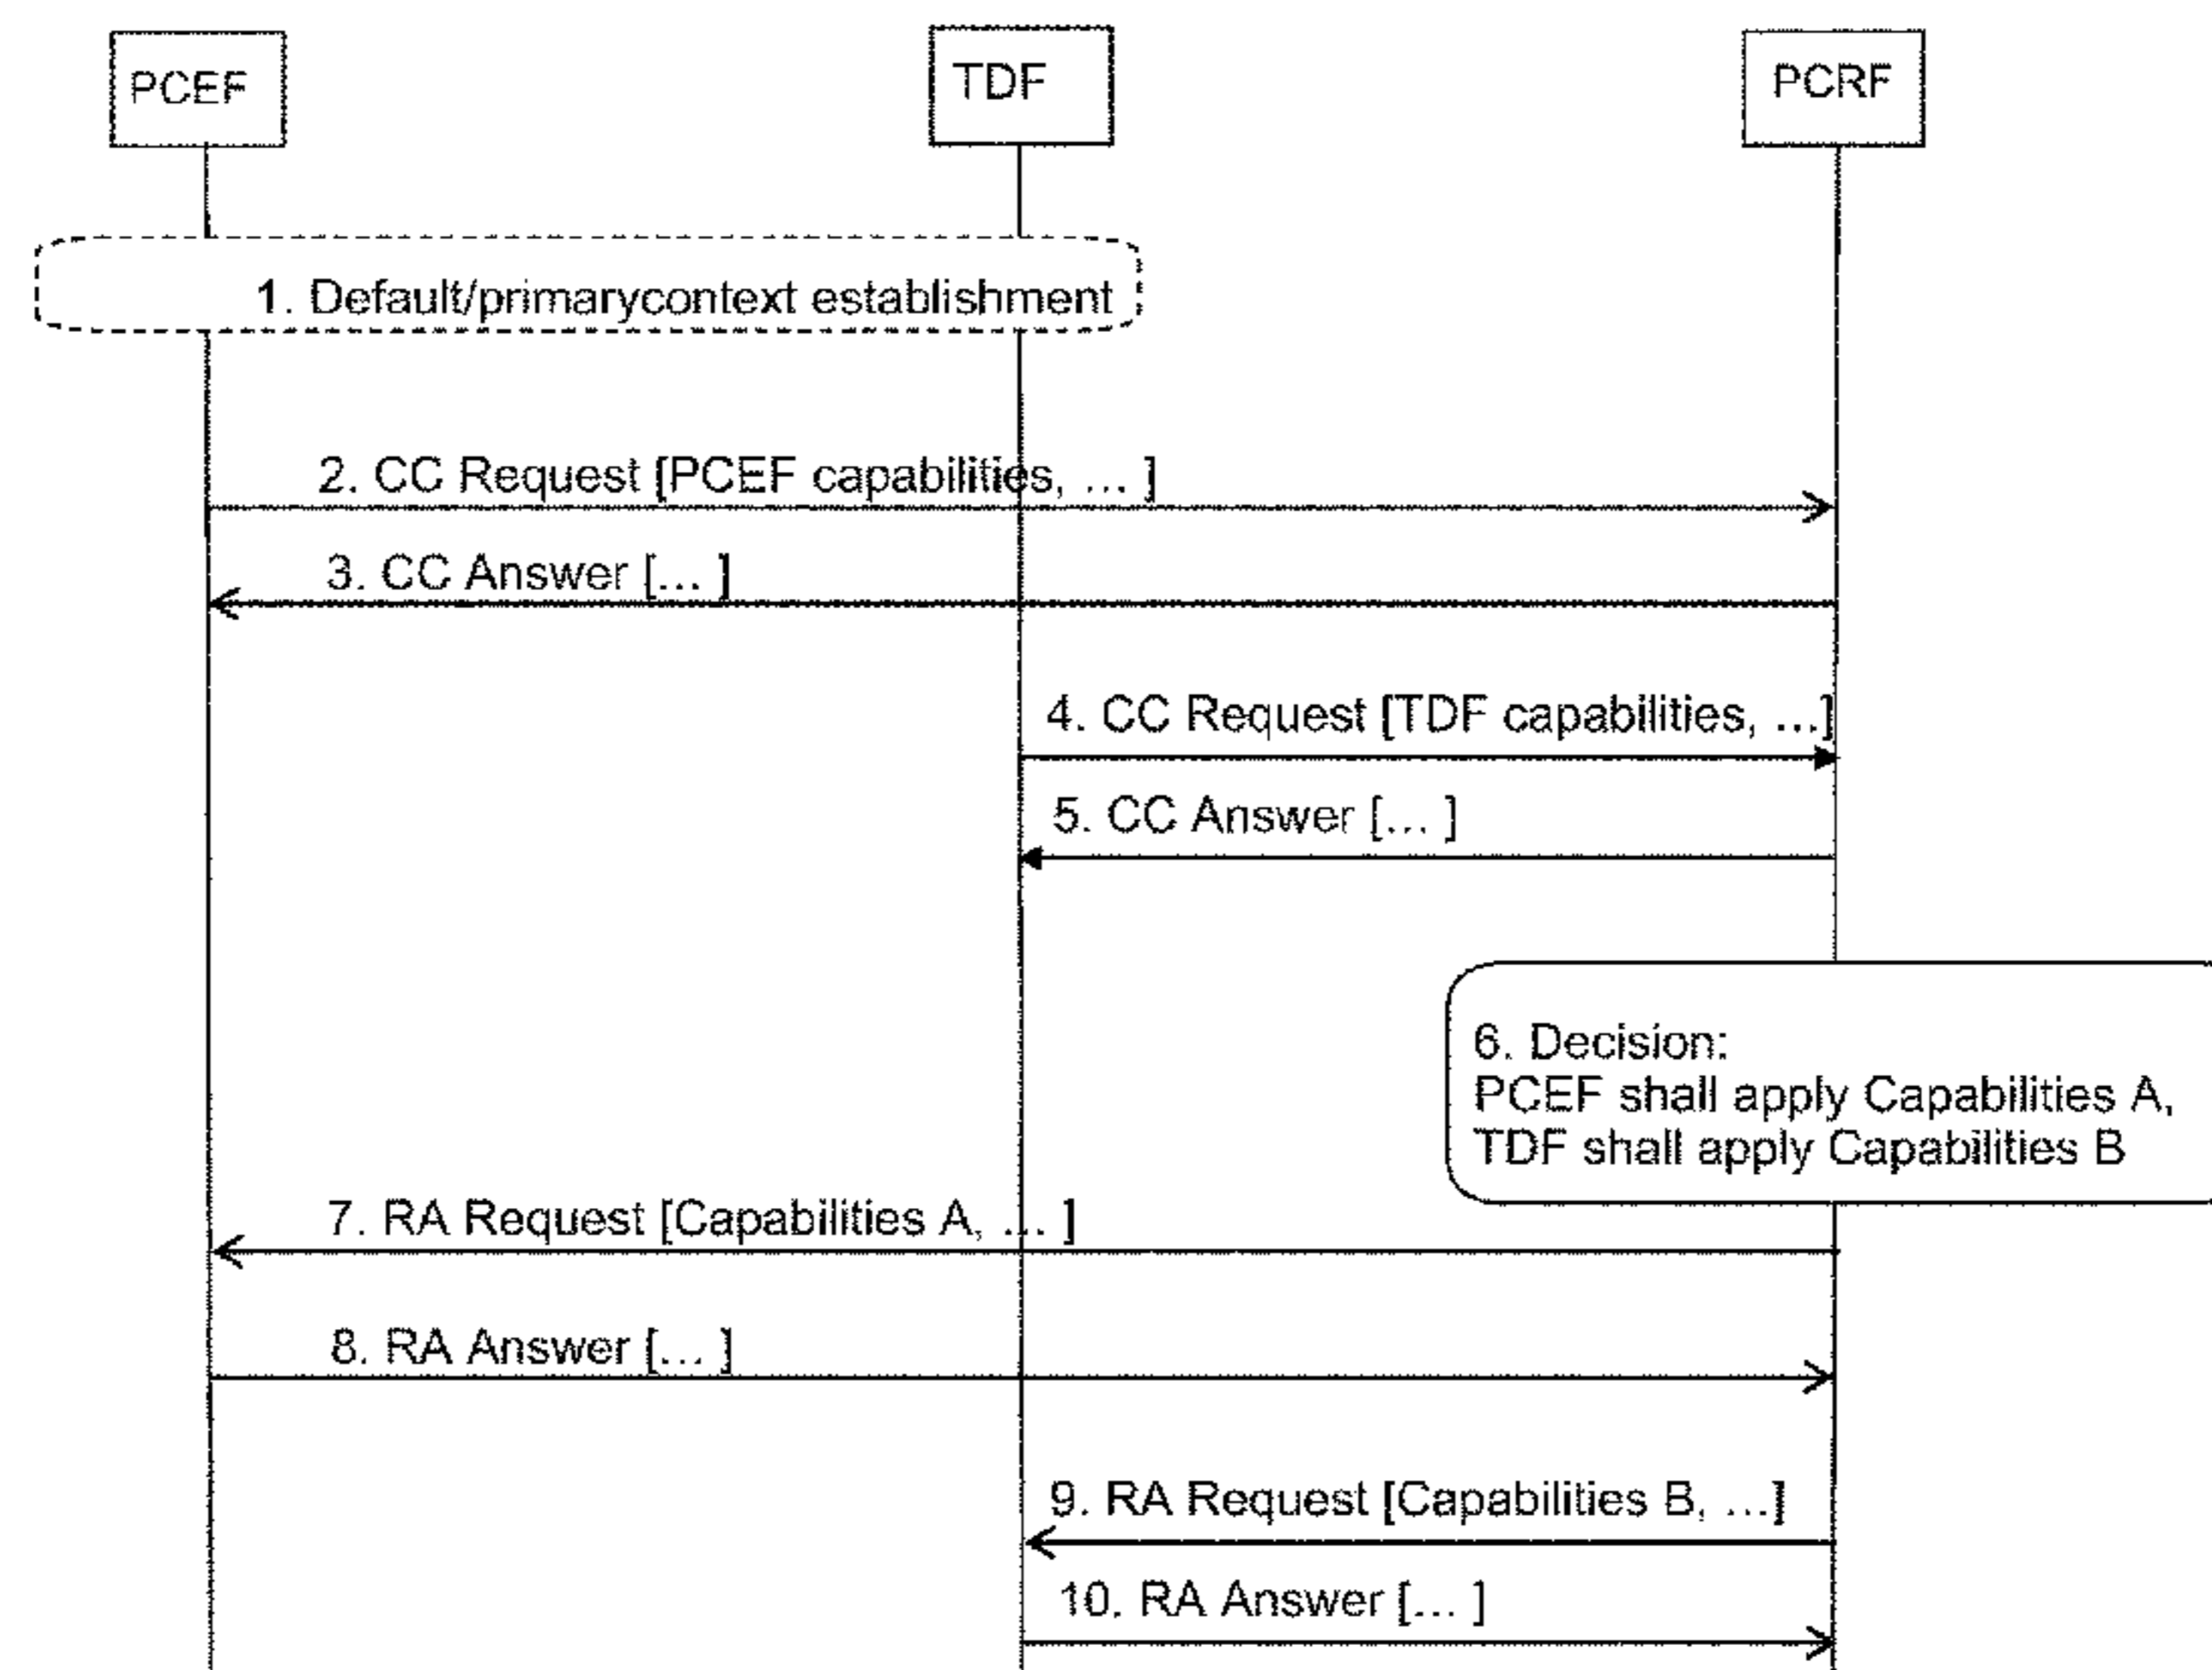 PCEF
TDF
PCRF
1. Default/primarycontext establishment
2. CC Request [PCEF capabilities, ... ]
3. CC Answer [... ]
4. CC Request [TDF capabilities, ...]
5. CC Answer [... ]
6. Decision:
PCEF shall apply Capabilities A,
TDF shall apply Capabilities B
7. RA Request [Capabilities A, ... ]
8. RA Answer [... ]
9. RA Request [Capabilities B, ...]
10. RA Answer [... ]